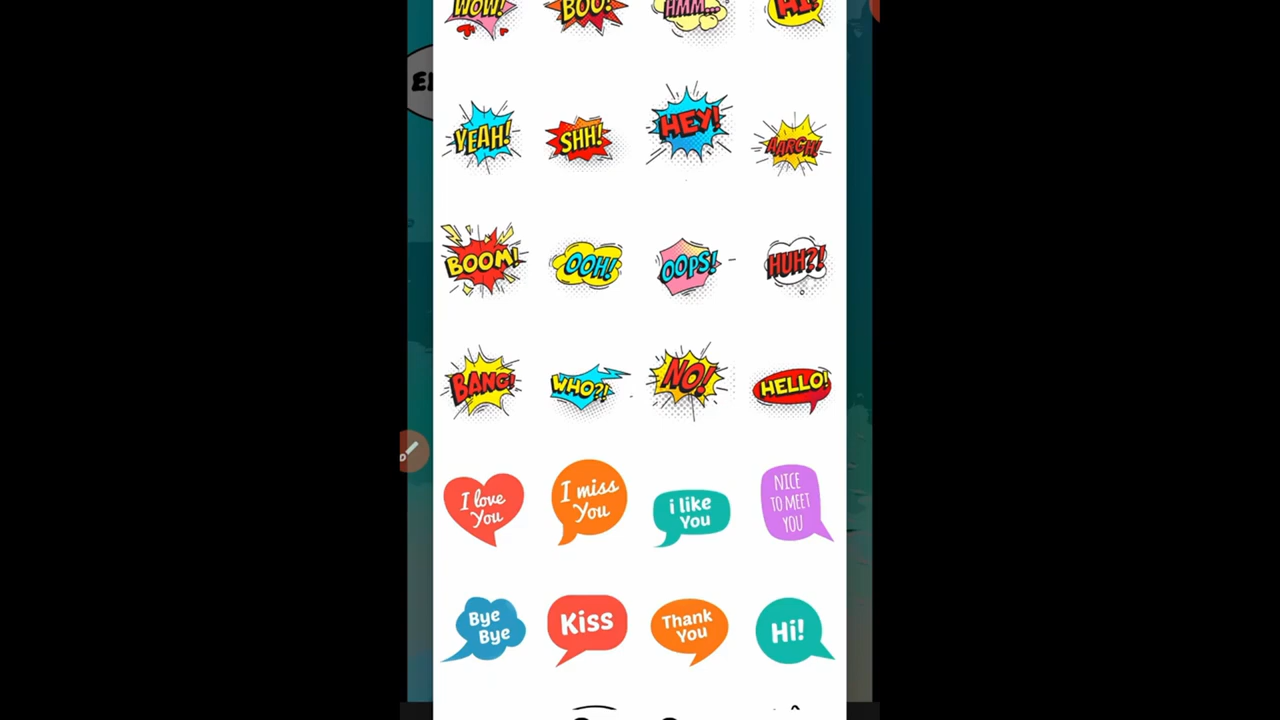 WOW!
BOO!
HMM...
HI!
YEAH!
SHH!
HEY!
AARGH!
BOOM!
OOH!
OOPS!
HUH?!
BANG!
WHO?!
NO!
HELLO!
I love
You
I miss
You
i like
You
NICE
TO MEET
YOU
Bye
Bye
Kiss
Thank
You
Hi!